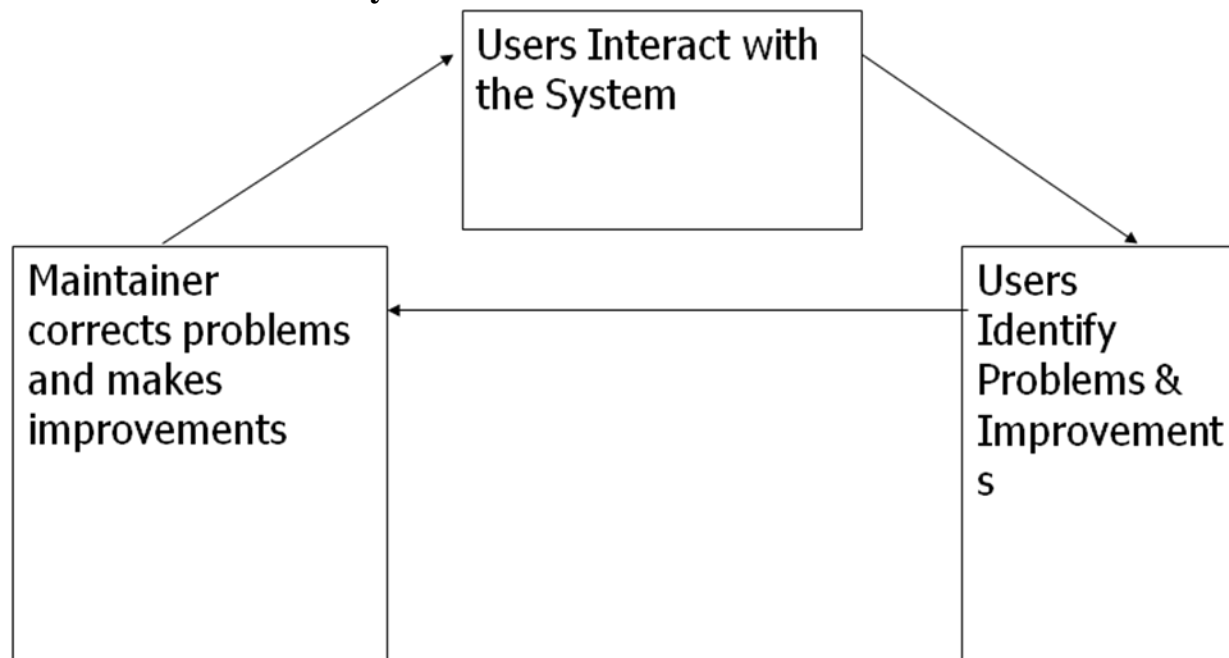 Users Interact with
the System
Maintainer
corrects problems
and makes
improvements
Users
Identify
Problems &
Improvement
s